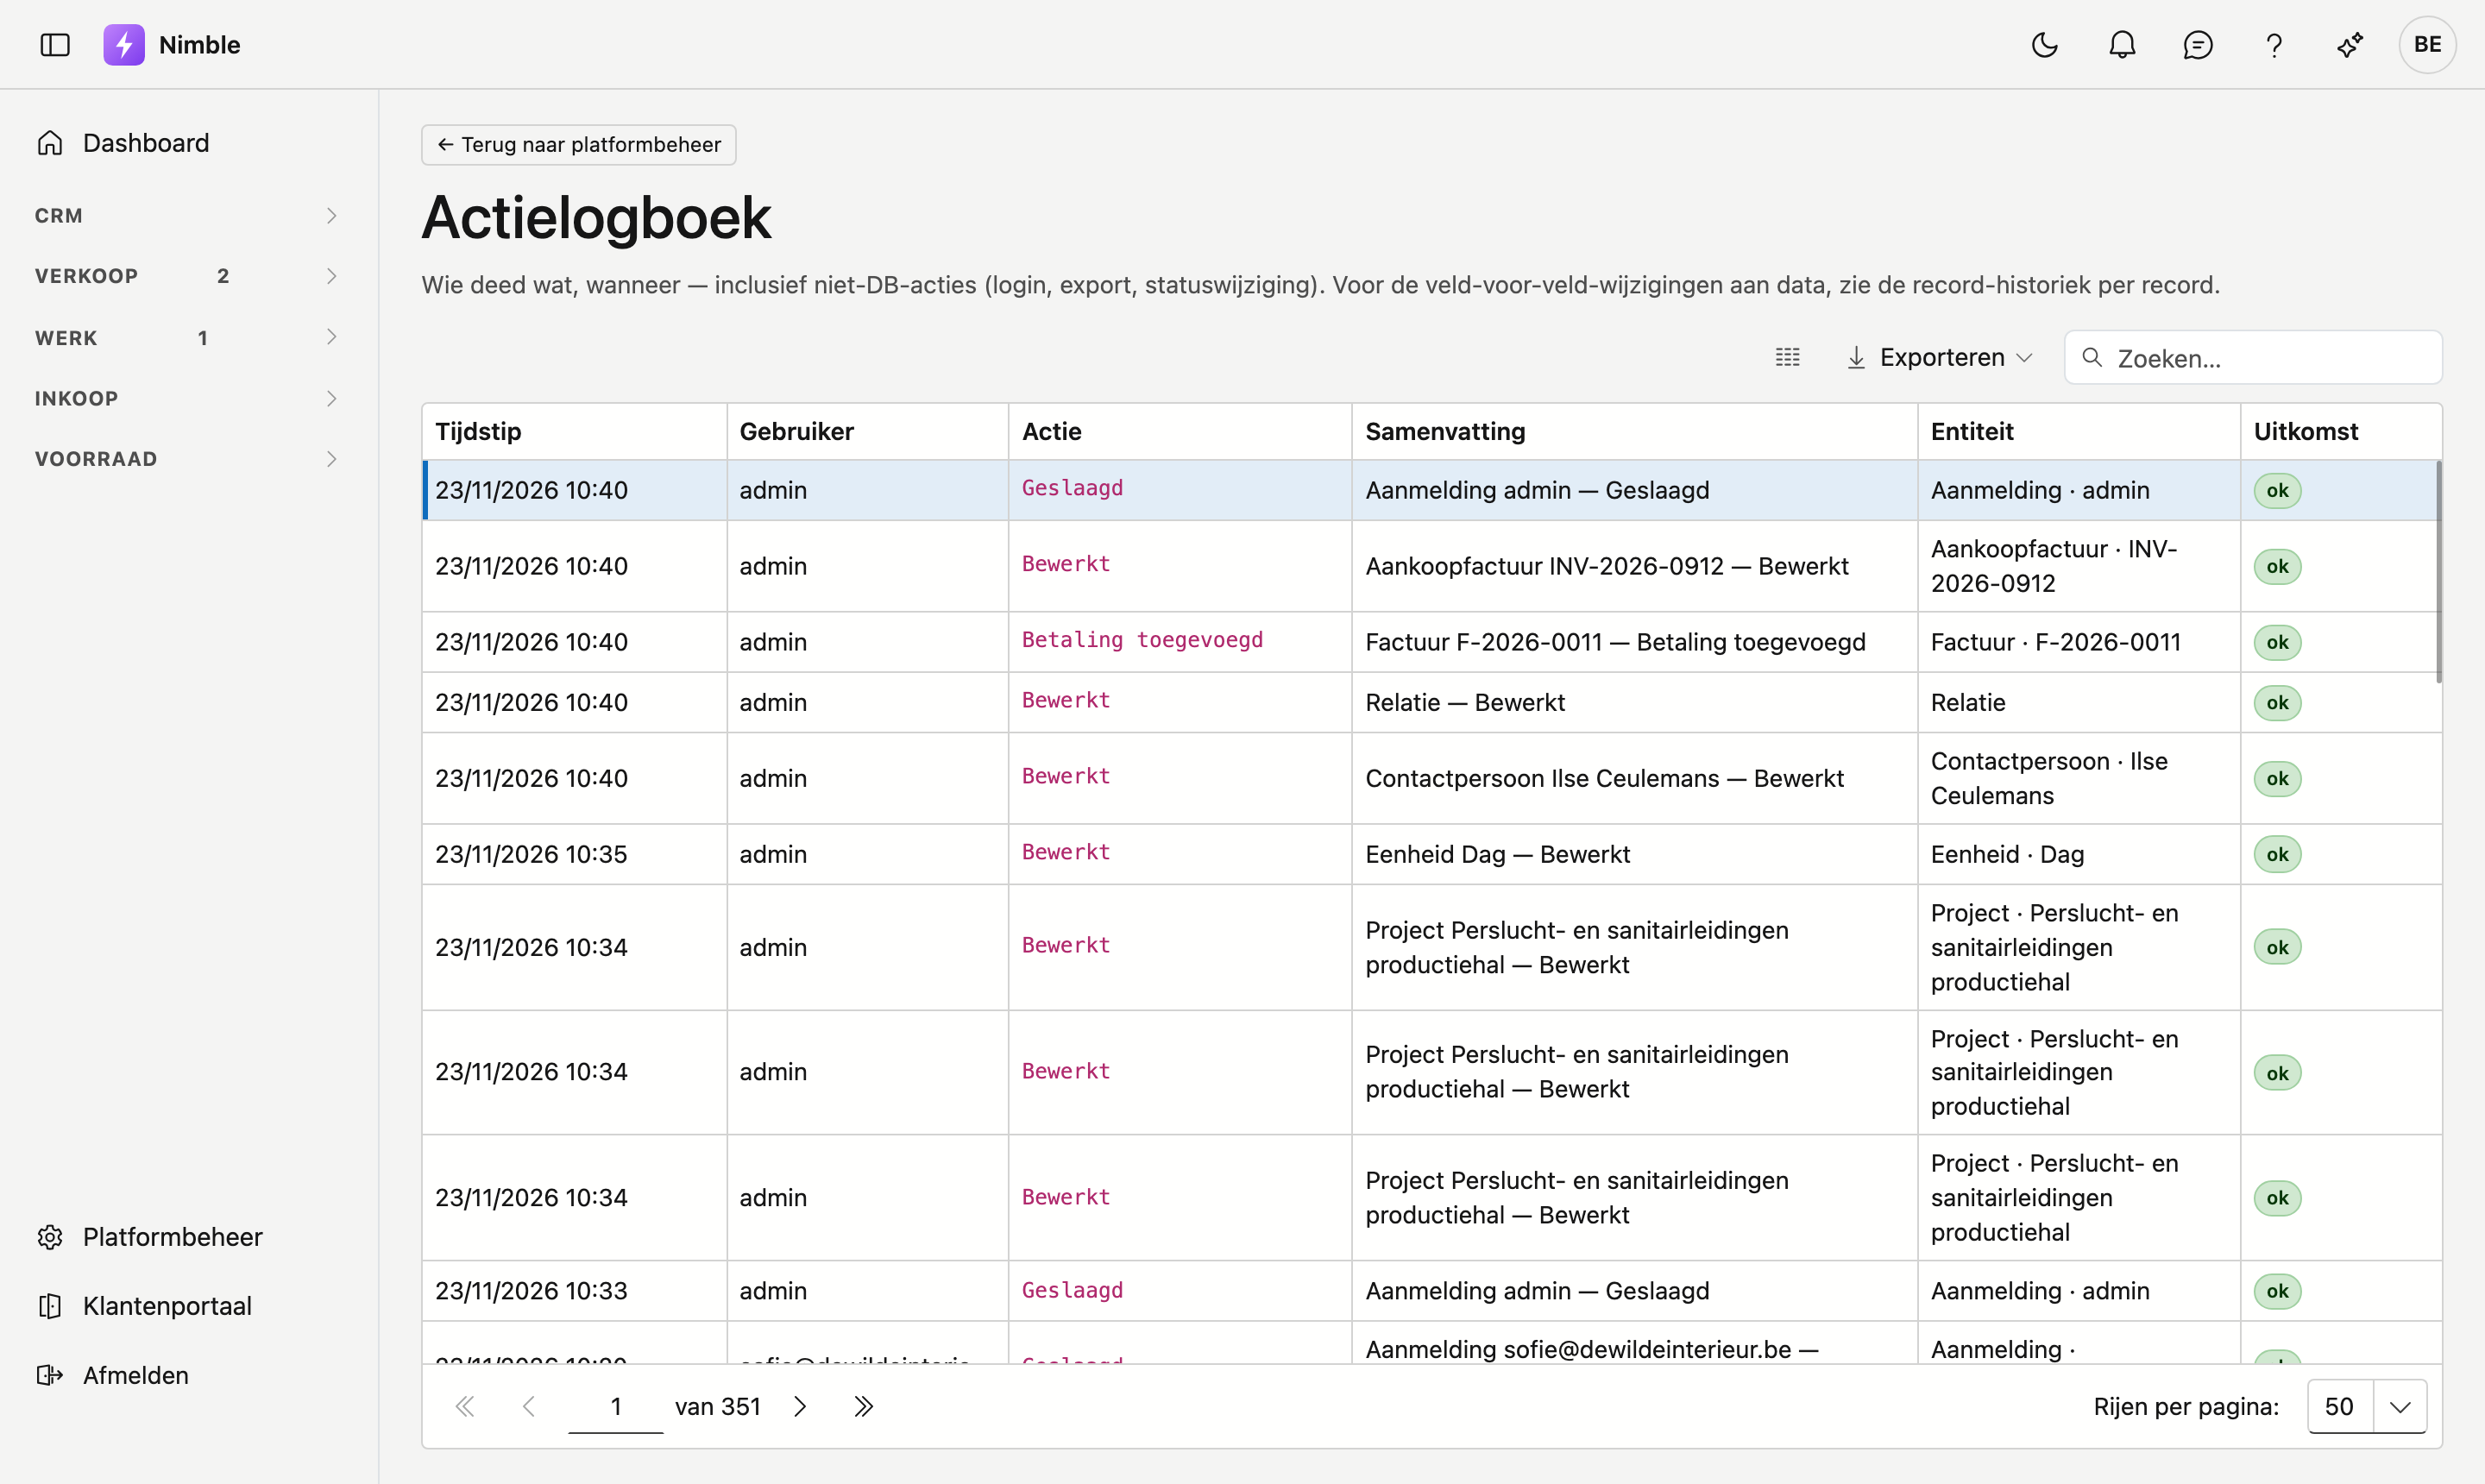 Nimble
BE
Dashboard
CRM
VERKOOP 2
WERK 1
INKOOP
VOORRAAD
Platformbeheer
Klantenportaal
Afmelden
← Terug naar platformbeheer
Actielogboek
Wie deed wat, wanneer — inclusief niet-DB-acties (login, export, statuswijziging). Voor de veld-voor-veld-wijzigingen aan data, zie de record-historiek per record.
Exporteren
Zoeken...
Tijdstip Gebruiker Actie Samenvatting Entiteit Uitkomst
23/11/2026 10:40 admin Geslaagd Aanmelding admin — Geslaagd Aanmelding · admin ok
23/11/2026 10:40 admin Bewerkt Aankoopfactuur INV-2026-0912 — Bewerkt Aankoopfactuur · INV-
2026-0912 ok
23/11/2026 10:40 admin Betaling toegevoegd Factuur F-2026-0011 — Betaling toegevoegd Factuur · F-2026-0011 ok
23/11/2026 10:40 admin Bewerkt Relatie — Bewerkt Relatie ok
23/11/2026 10:40 admin Bewerkt Contactpersoon Ilse Ceulemans — Bewerkt Contactpersoon · Ilse
Ceulemans ok
23/11/2026 10:35 admin Bewerkt Eenheid Dag — Bewerkt Eenheid · Dag ok
23/11/2026 10:34 admin Bewerkt Project Perslucht- en sanitairleidingen
productiehal — Bewerkt Project · Perslucht- en
sanitairleidingen
productiehal ok
23/11/2026 10:34 admin Bewerkt Project Perslucht- en sanitairleidingen
productiehal — Bewerkt Project · Perslucht- en
sanitairleidingen
productiehal ok
23/11/2026 10:34 admin Bewerkt Project Perslucht- en sanitairleidingen
productiehal — Bewerkt Project · Perslucht- en
sanitairleidingen
productiehal ok
23/11/2026 10:33 admin Geslaagd Aanmelding admin — Geslaagd Aanmelding · admin ok
Aanmelding sofie@dewildeinterieur.be — Aanmelding ·
1 van 351
Rijen per pagina: 50